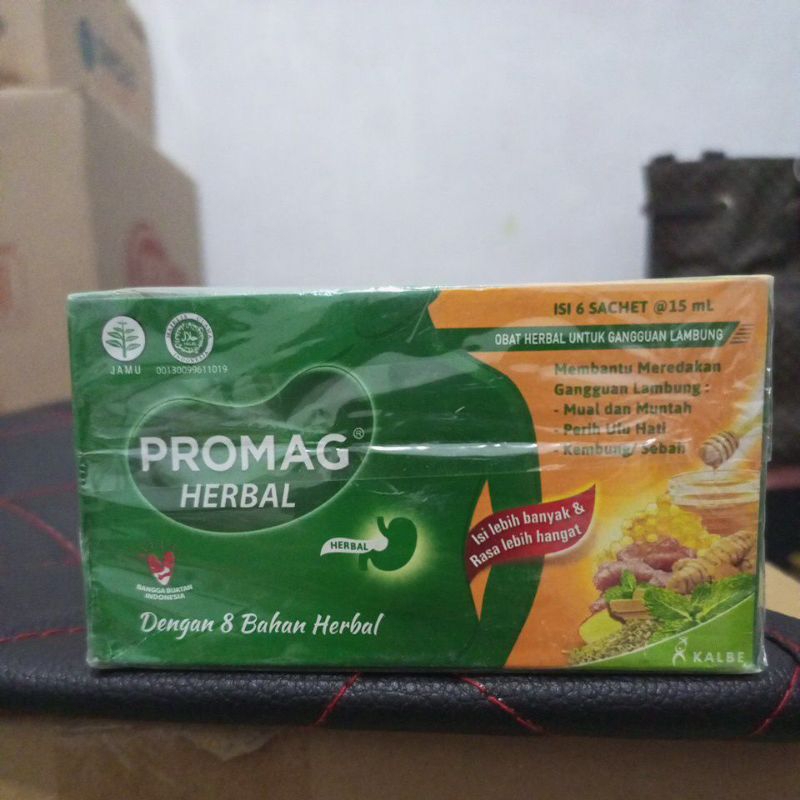 ISI 6 SACHET @15 mL
OBAT HERBAL UNTUK GANGGUAN LAMBUNG
JAMU
00130099611019
Membantu Meredakan
Gangguan Lambung :
- Mual dan Muntah
- Perih Ulu Hati
- Kembung/ Sebah
PROMAG®
HERBAL
HERBAL
Isi lebih banyak &
Rasa lebih hangat
BANGGA BUATAN
INDONESIA
Dengan 8 Bahan Herbal
KALBE